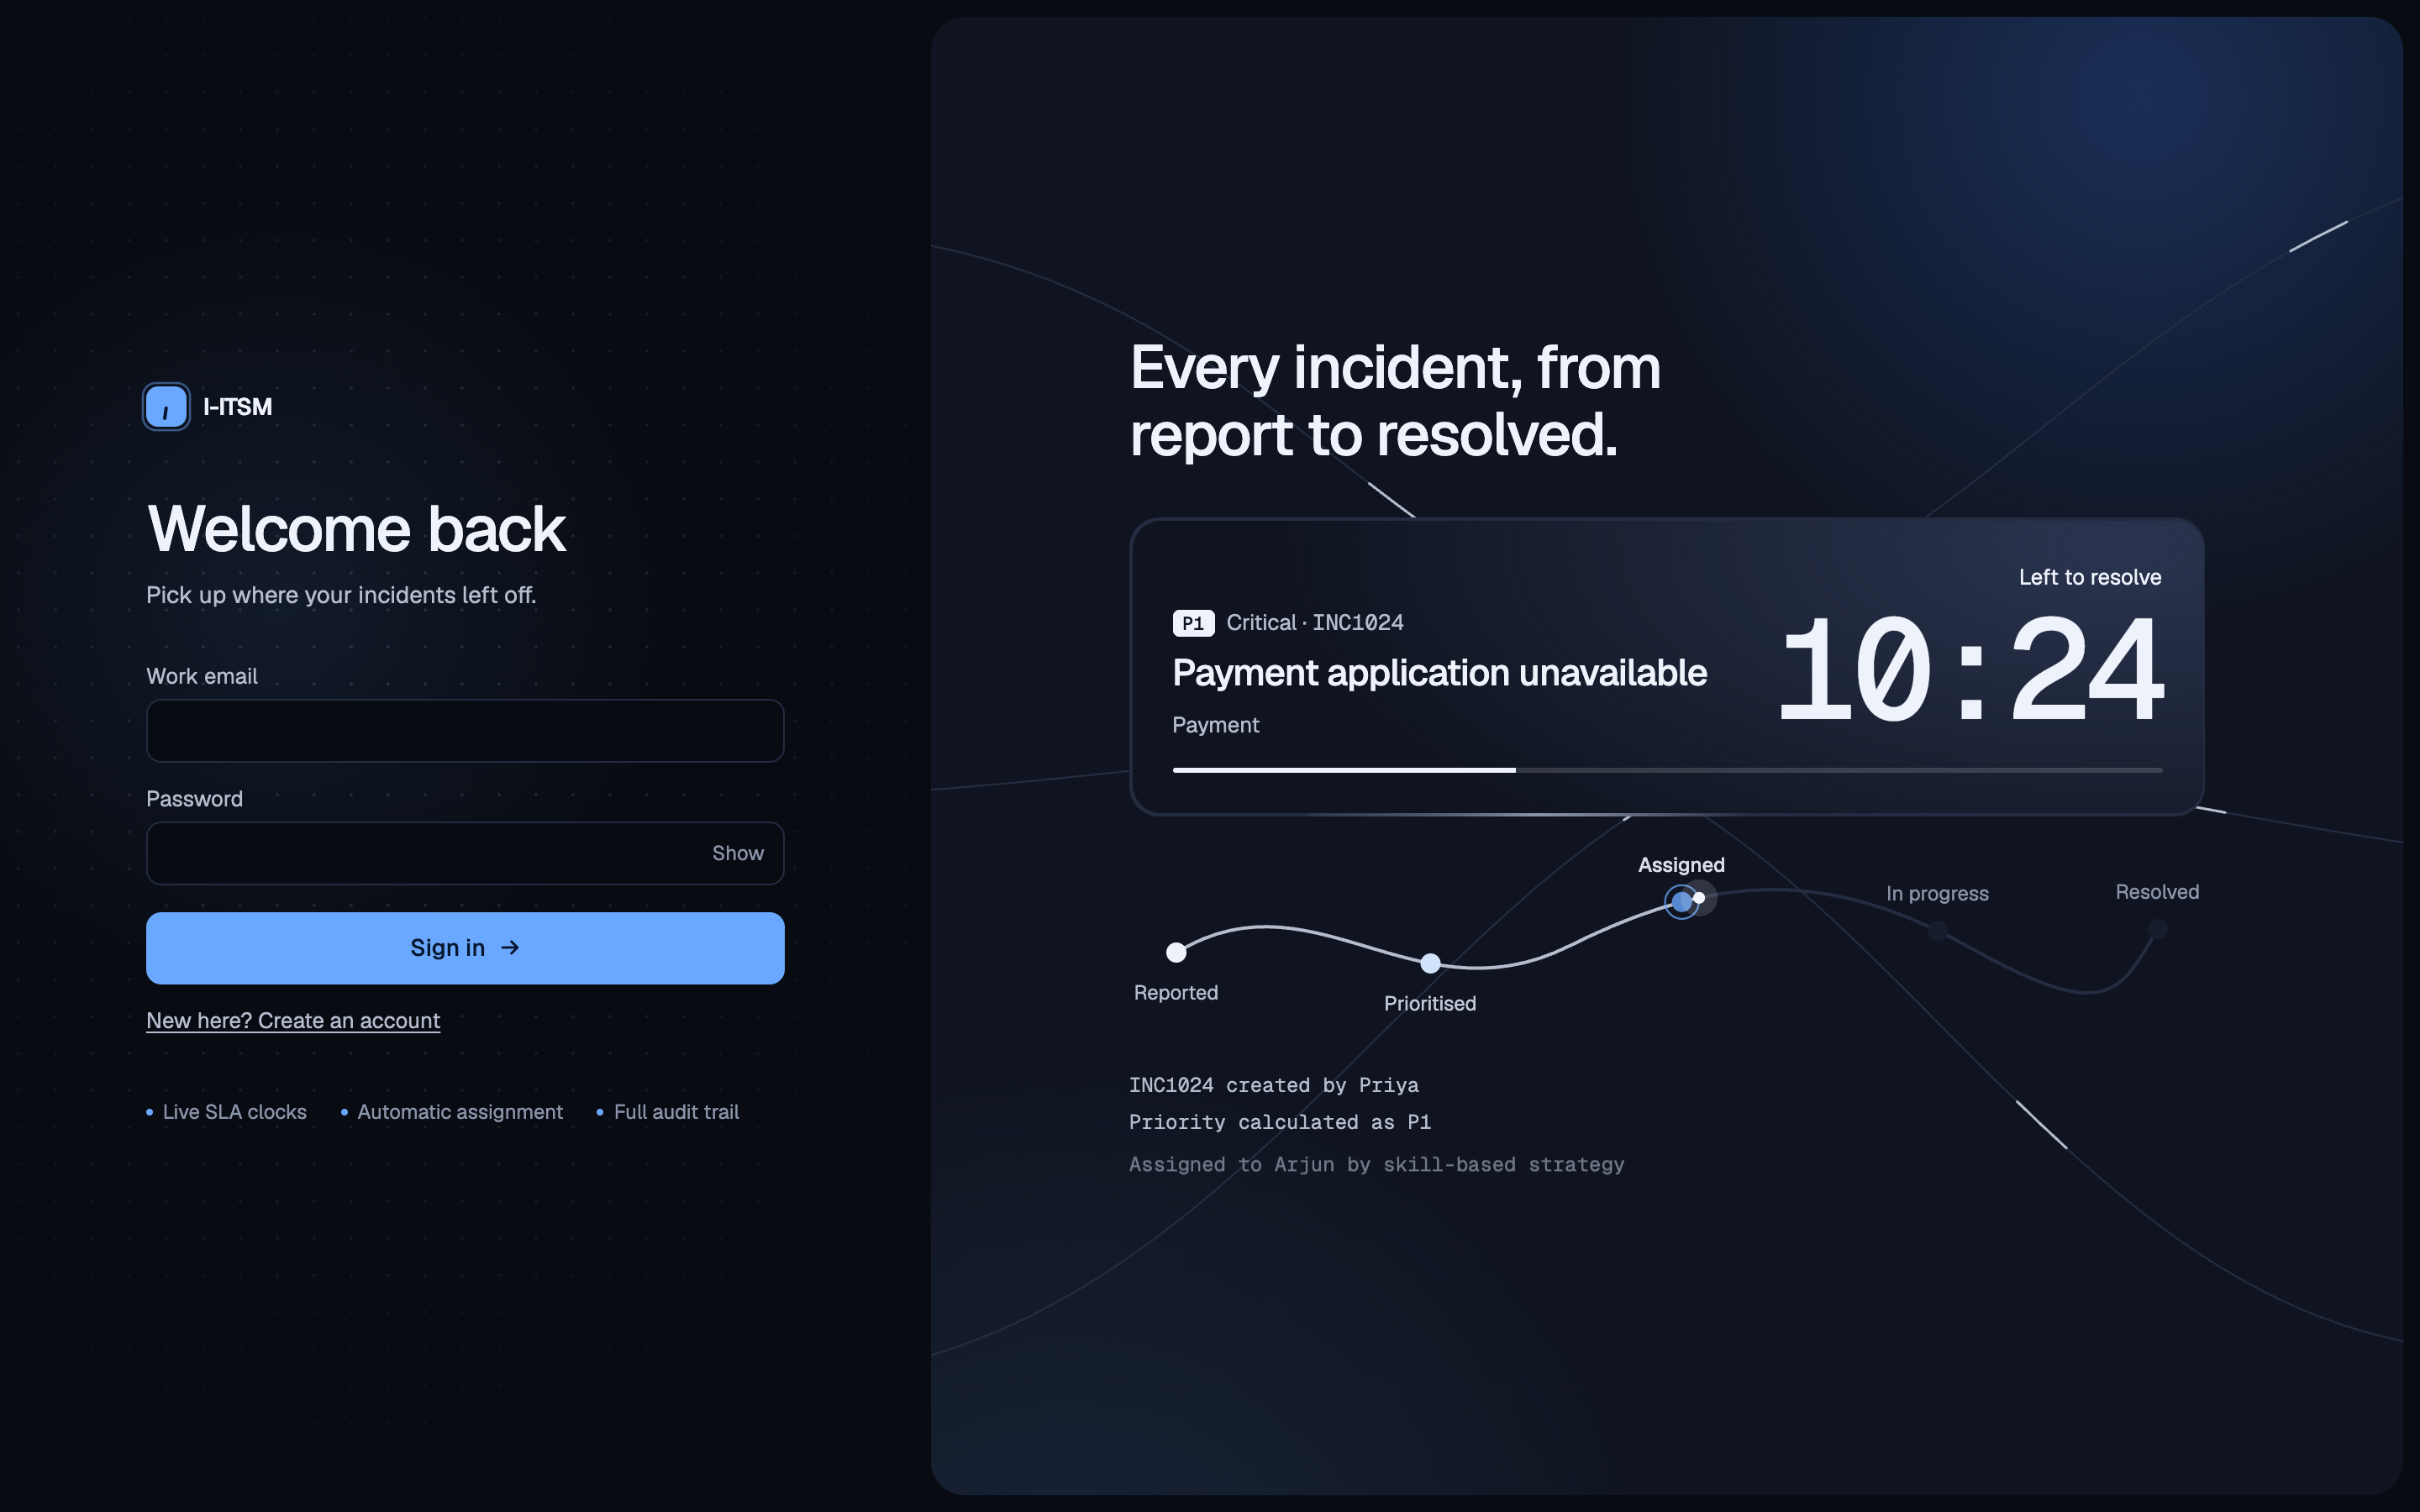 I-ITSM
Welcome back
Pick up where your incidents left off.
Work email
Password
Show
Sign in →
New here? Create an account
• Live SLA clocks • Automatic assignment • Full audit trail
Every incident, from
report to resolved.
Left to resolve
P1 Critical · INC1024
10:24
Payment application unavailable
Payment
Assigned
In progress
Resolved
Reported
Prioritised
INC1024 created by Priya
Priority calculated as P1
Assigned to Arjun by skill-based strategy